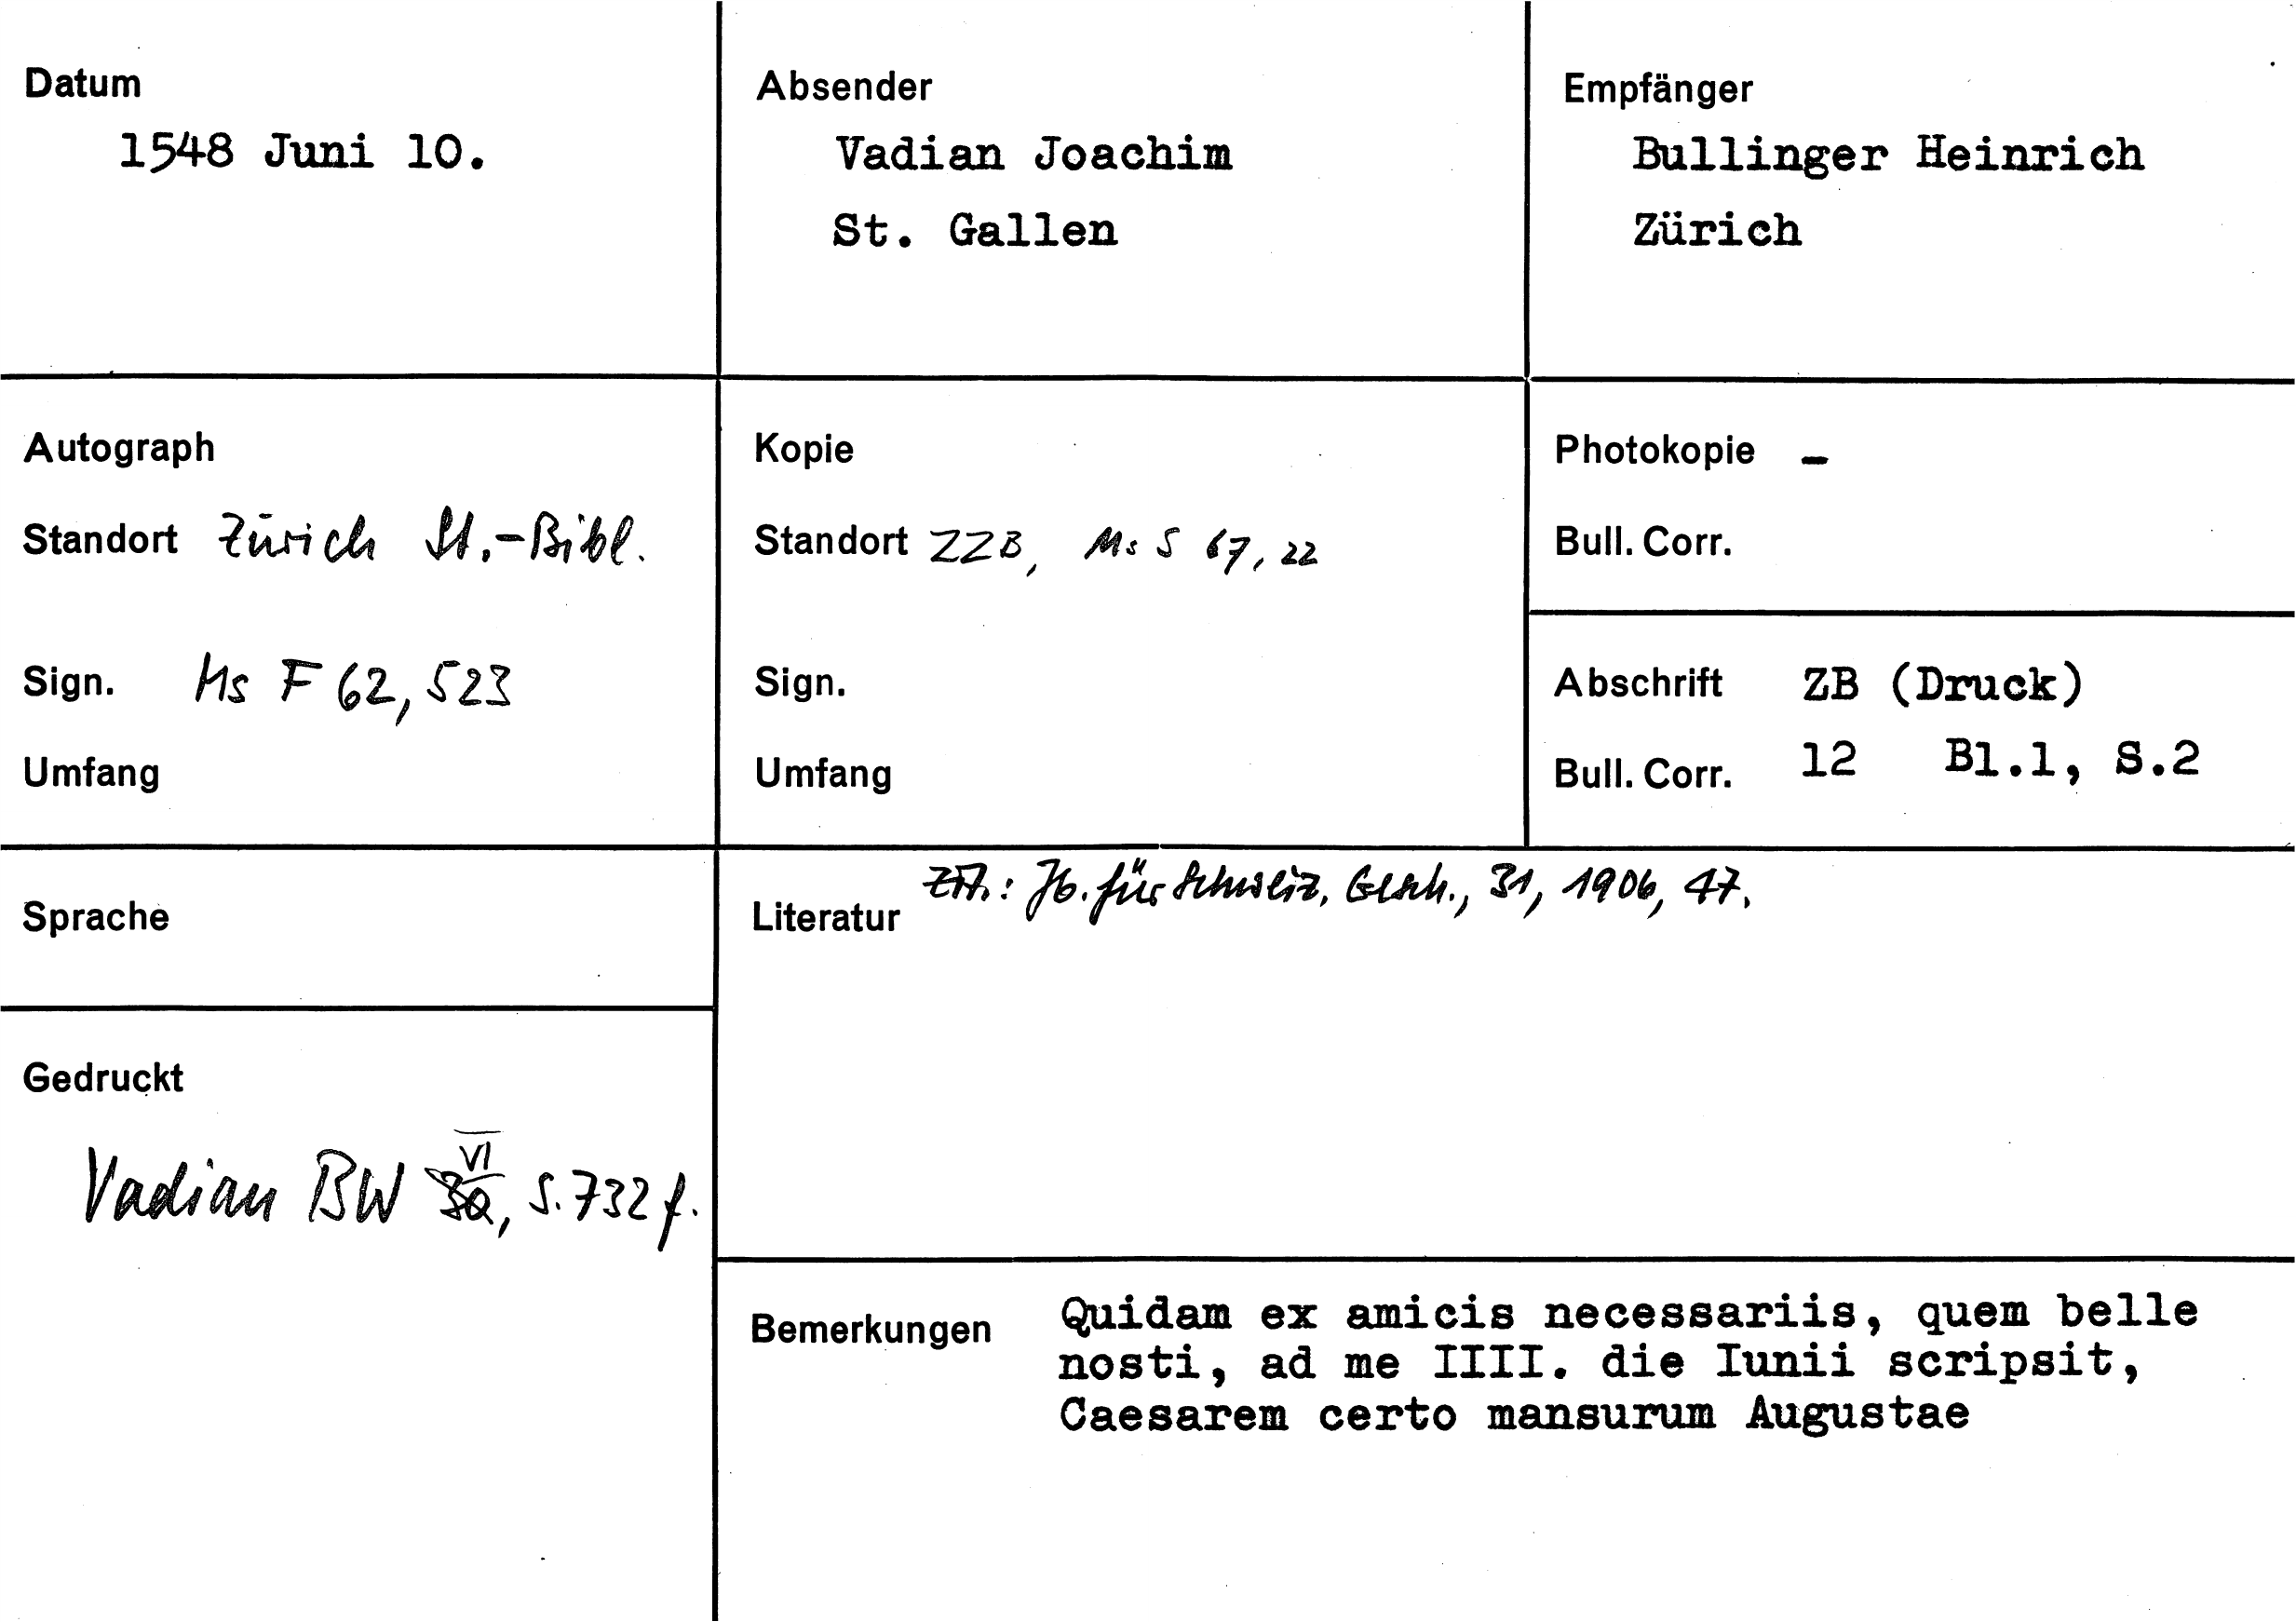 Datum
1548 Juni 10.
Absender
Vadian Joachim
St. Gallen
Empfänger
Bullinger Heinrich
Zürich
Autograph
Standort Zürich St.-Bibl.
Sign. Ms F 62, 523
Umfang
Kopie
Standort ZZB, Ms S 67, 22
Sign.
Umfang
Photokopie –
Bull. Corr.
Abschrift ZB (Druck)
Bull. Corr. 12 Bl.1, S.2
Sprache
Literatur Zit.: Jb. für Schweiz. Gesch., 31, 1906, 47.
Gedruckt
Vadian BW VI, S. 732 f.
Bemerkungen Quidam ex amicis necessariis, quem belle
nosti, ad me IIII. die Iunii scripsit,
Caesarem certo mansurum Augustae